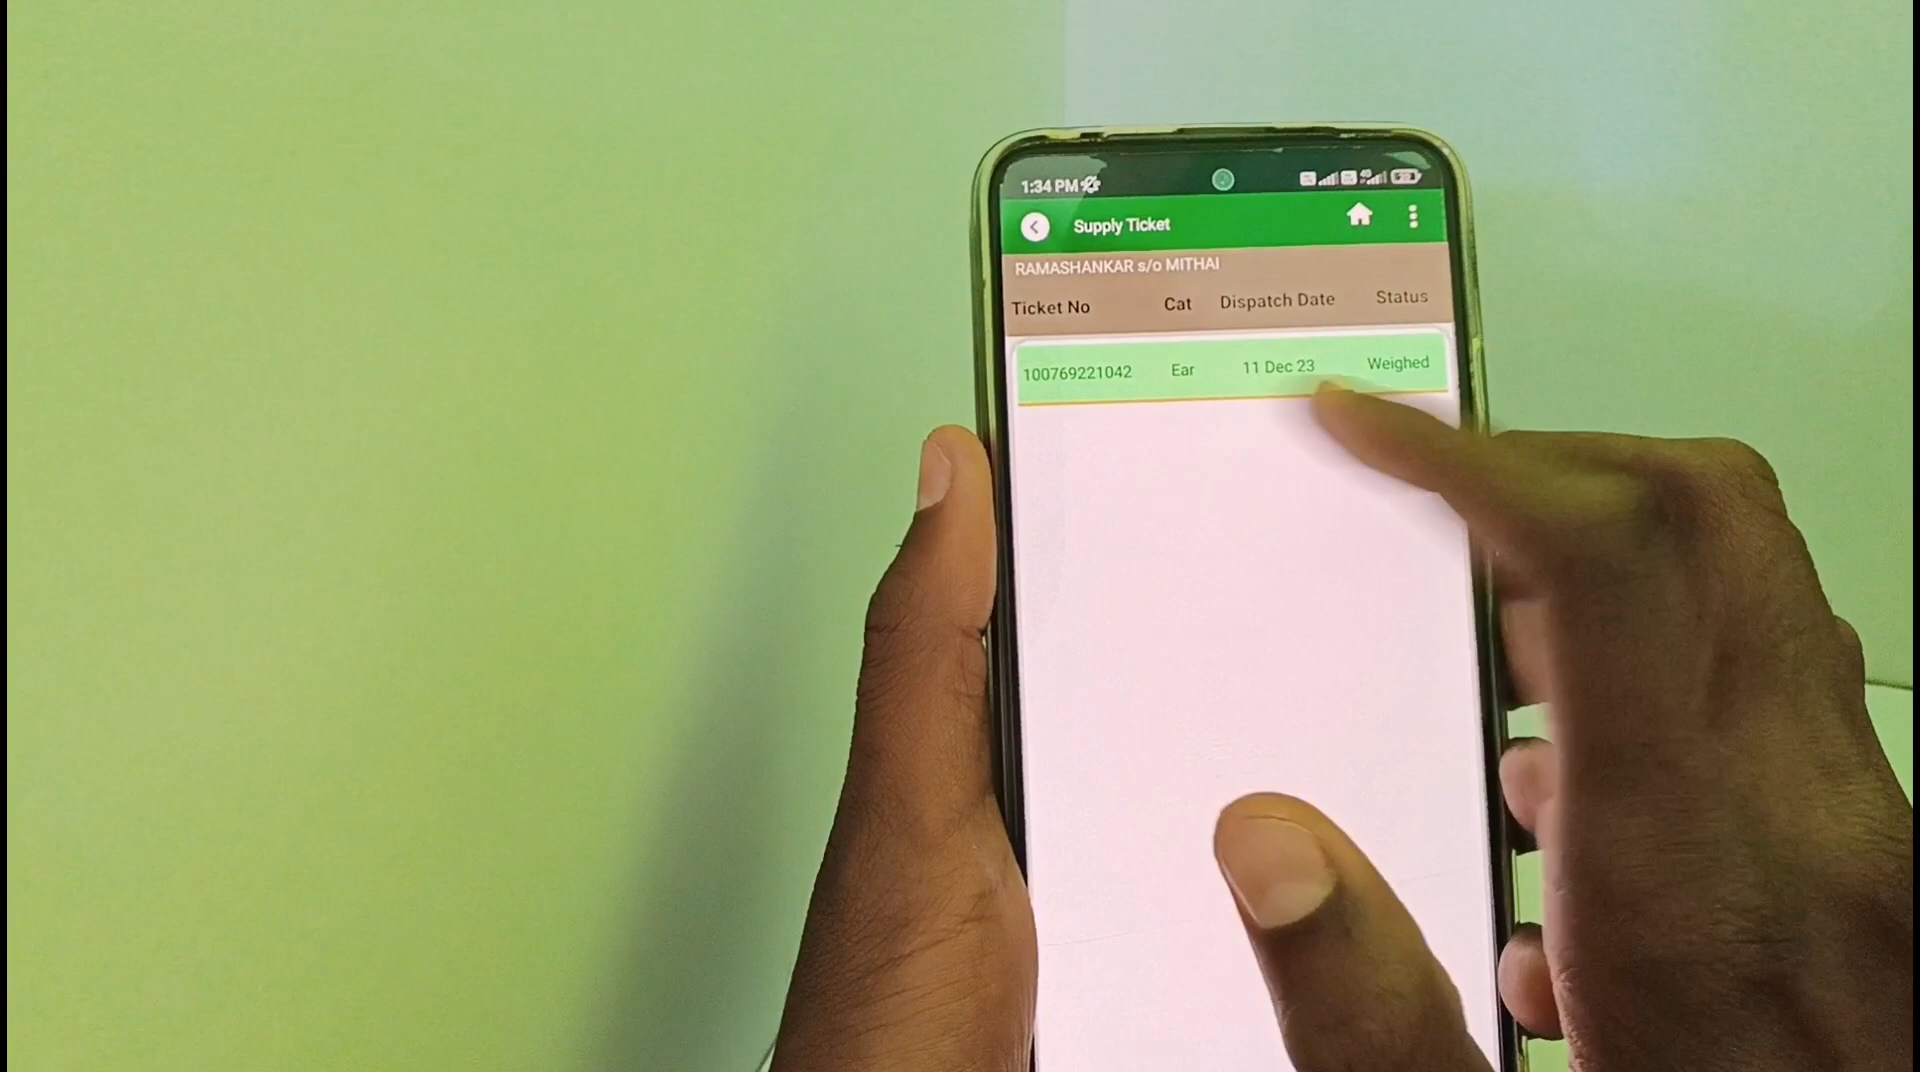 1:34 PM
Supply Ticket
RAMASHANKAR s/o MITHAI
Ticket No Cat Dispatch Date Status
100769221042 Ear 11 Dec 23 Weighed